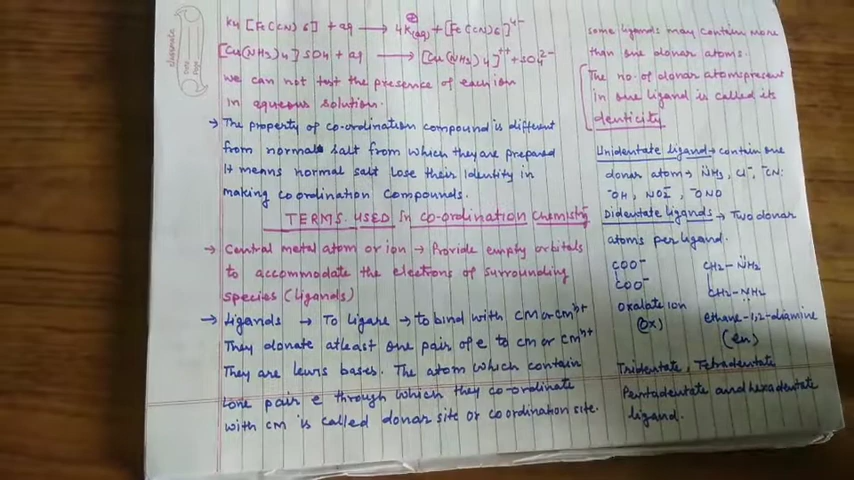 K4 [Fe(CN)6] + aq → 4K⊕(aq) + [Fe(CN)6]4-
[Cu(NH3)4] SO4 + aq → [Cu(NH3)4]++ + SO42-
we can not test the presence of each ion
in aqueous solution.
→ The property of co-ordination compound is different
from normal salt from which they are prepared
It means normal salt lose their identity in
making coordination compounds.
TERMS USED In co-ordination chemistry
→ Central metal atom or ion → Provide empty orbitals
to accommodate the electrons of surrounding
species (ligands)
→ Ligands → To ligare → to bind with CM or CMn+
They donate atleast one pair of e to CM or CMn+
They are lewis bases. The atom which contain
lone pair e through which they co-ordinate
with CM is called donar site or coordination site.
some ligands may contain more
than one donar atoms.
The no. of donar atoms present
in one ligand is called its
denticity
Unidentate ligand → contain one
donar atom → N̈H3, Cl-, -CN:
-OH, NO2-, -ONO
Didentate ligands → Two donar
atoms per ligand.
COO-
COO-
oxalate ion
(ox)
CH2 - N̈H2
CH2 - N̈H2
ethane-1,2-diamine
(en)
Tridentate, Tetradentate
Pentadentate and hexadentate
ligand.
classmate
Date
Page